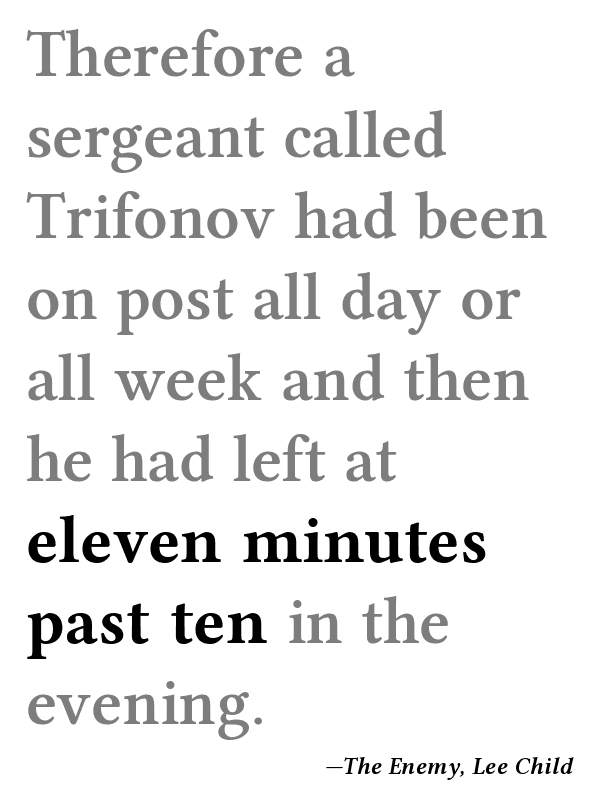 Therefore a
sergeant called
Trifonov had been
on post all day or
all week and then
he had left at
eleven minutes
past ten in the
evening.
—The Enemy, Lee Child